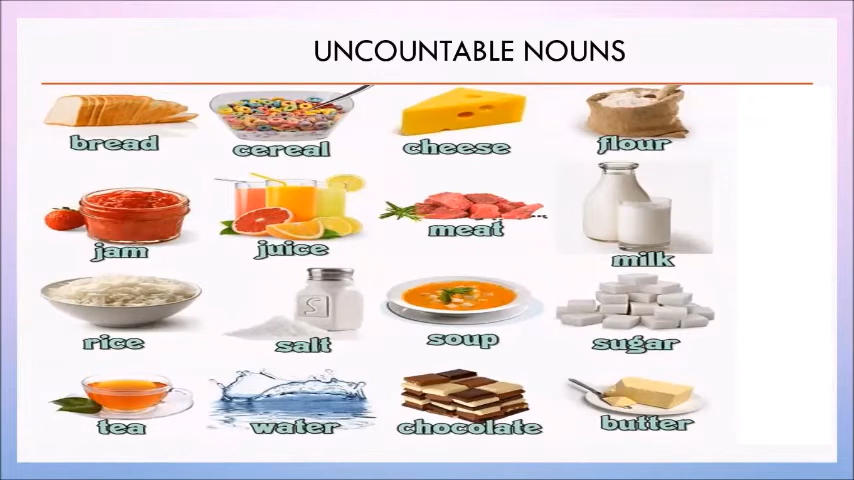 UNCOUNTABLE NOUNS
bread cereal cheese flour
jam juice meat milk
rice salt soup sugar
tea water chocolate butter